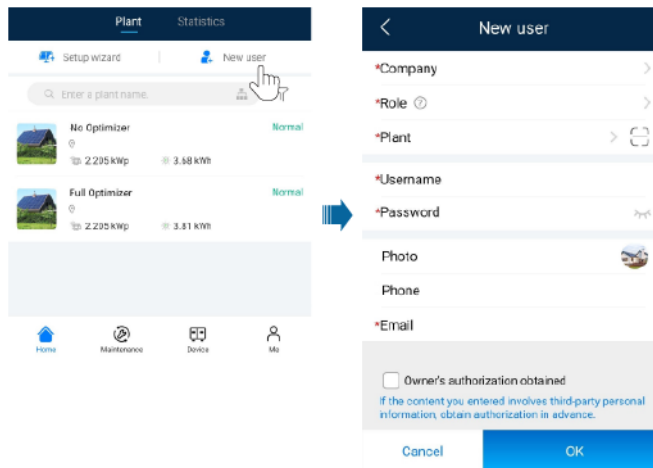 Plant Statistics
Setup wizard New user
Enter a plant name.
No Optimizer Normal
2.205 kWp 3.68 kWh
Full Optimizer Normal
2.205 kWp 3.81 kWh
Home Maintenance Device Me
New user
*Company
*Role
*Plant
*Username
*Password
Photo
Phone
*Email
Owner's authorization obtained
If the content you entered involves third-party personal
information, obtain authorization in advance.
Cancel OK